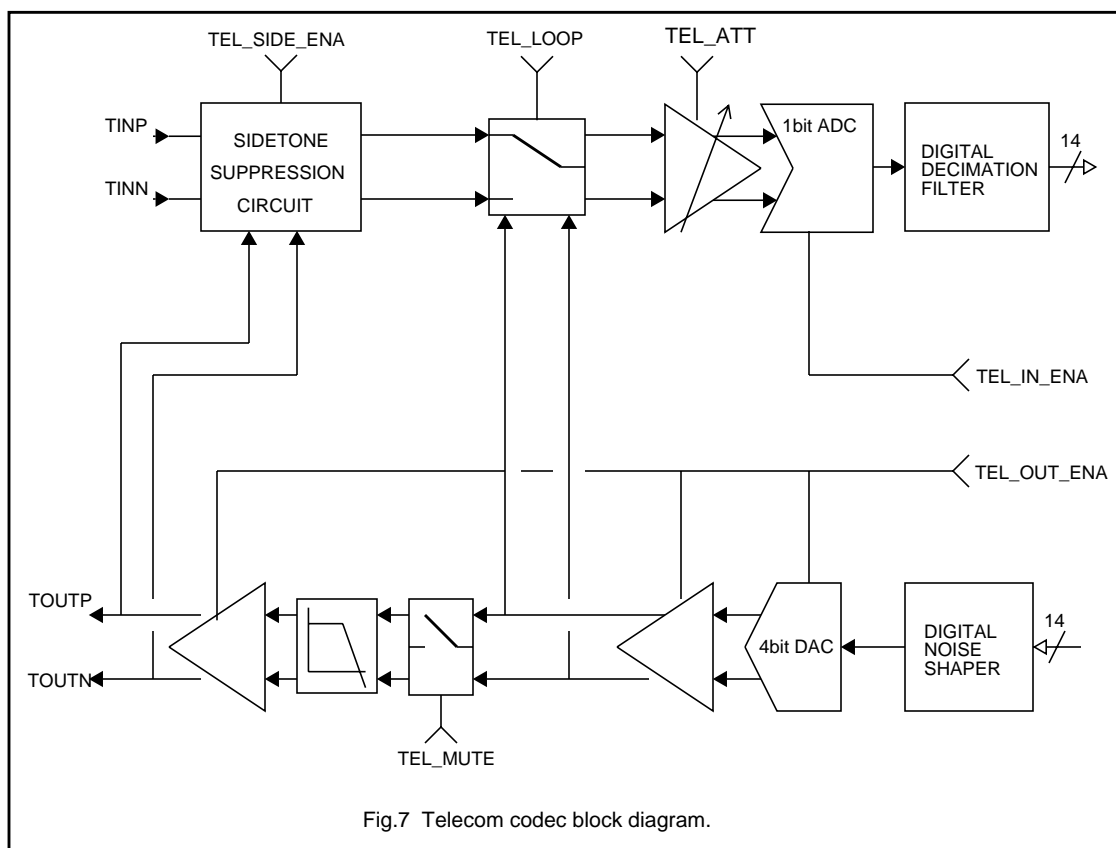 TEL_SIDE_ENA
TEL_LOOP
TEL_ATT
TINP
TINN
SIDETONE
SUPPRESSION
CIRCUIT
1bit ADC
DIGITAL
DECIMATION
FILTER
14
TEL_IN_ENA
TEL_OUT_ENA
TOUTP
TOUTN
4bit DAC
DIGITAL
NOISE
SHAPER
14
TEL_MUTE
Fig.7 Telecom codec block diagram.